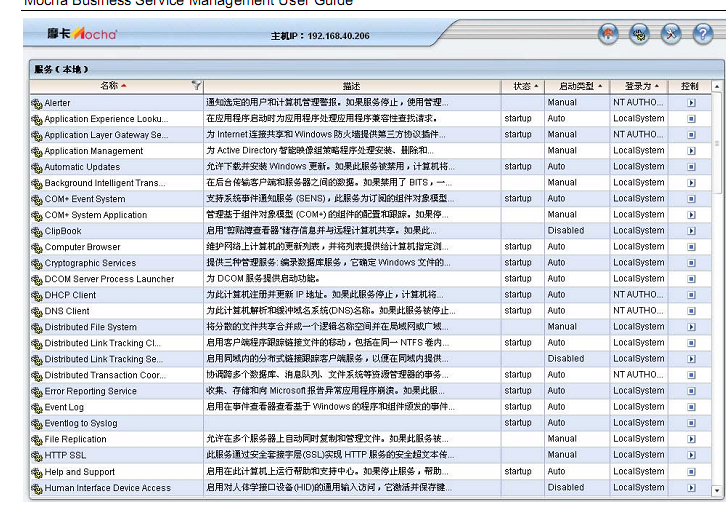 Mocha Business Service Management User Guide
摩卡 Mocha
主机IP：192.168.40.206
服务（本地）
名称 描述 状态 启动类型 登录为 控制
Alerter 通知选定的用户和计算机管理警报。如果服务停止，使用管理... Manual NT AUTHO...
Application Experience Looku... 在应用程序启动时为应用程序处理应用程序兼容性查找请求。 startup Auto LocalSystem
Application Layer Gateway Se... 为 Internet 连接共享和 Windows 防火墙提供第三方协议插件... startup Manual NT AUTHO...
Application Management 为 Active Directory 智能映像组策略程序处理安装、删除和... Manual LocalSystem
Automatic Updates 允许下载并安装 Windows 更新。如果此服务被禁用，计算机将... startup Auto LocalSystem
Background Intelligent Trans... 在后台传输客户端和服务器之间的数据。如果禁用了 BITS，一... Manual LocalSystem
COM+ Event System 支持系统事件通知服务 (SENS)，此服务为订阅的组件对象模型... startup Auto LocalSystem
COM+ System Application 管理基于组件对象模型 (COM+) 的组件的配置和跟踪。如果停... Manual LocalSystem
ClipBook 启用“剪贴簿查看器”储存信息并与远程计算机共享。如果此... Disabled LocalSystem
Computer Browser 维护网络上计算机的更新列表，并将列表提供给计算机指定浏... startup Auto LocalSystem
Cryptographic Services 提供三种管理服务: 编录数据库服务，它确定 Windows 文件的... startup Auto LocalSystem
DCOM Server Process Launcher 为 DCOM 服务提供启动功能。 startup Auto LocalSystem
DHCP Client 为此计算机注册并更新 IP 地址。如果此服务停止，计算机将... startup Auto NT AUTHO...
DNS Client 为此计算机解析和缓冲域名系统(DNS)名称。如果此服务被停止... startup Auto NT AUTHO...
Distributed File System 将分散的文件共享合并成一个逻辑名称空间并在局域网或广域... Manual LocalSystem
Distributed Link Tracking Cl... 启用客户端程序跟踪链接文件的移动，包括在同一 NTFS 卷内... startup Auto LocalSystem
Distributed Link Tracking Se... 启用同域内的分布式链接跟踪客户端服务，以便在同域内提供... Disabled LocalSystem
Distributed Transaction Coor... 协调跨多个数据库、消息队列、文件系统等资源管理器的事务... startup Auto NT AUTHO...
Error Reporting Service 收集、存储和向 Microsoft 报告异常应用程序崩溃。如果此服... startup Auto LocalSystem
Event Log 启用在事件查看器查看基于 Windows 的程序和组件颁发的事件... startup Auto LocalSystem
Eventlog to Syslog startup Auto LocalSystem
File Replication 允许在多个服务器上自动同时复制和管理文件。如果此服务被... Manual LocalSystem
HTTP SSL 此服务通过安全套接字层(SSL)实现 HTTP 服务的安全超文本传... Manual LocalSystem
Help and Support 启用在此计算机上运行帮助和支持中心。如果停止服务，帮助... startup Auto LocalSystem
Human Interface Device Access 启用对人体学接口设备(HID)的通用输入访问，它激活并保存键... Disabled LocalSystem